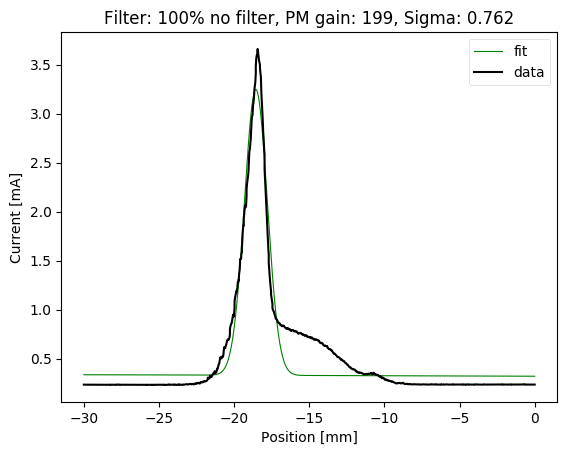 Filter: 100% no filter, PM gain: 199, Sigma: 0.762
fit
data
3.5
3.0
2.5
2.0
1.5
1.0
0.5
Current [mA]
−30
−25
−20
−15
−10
−5
0
Position [mm]